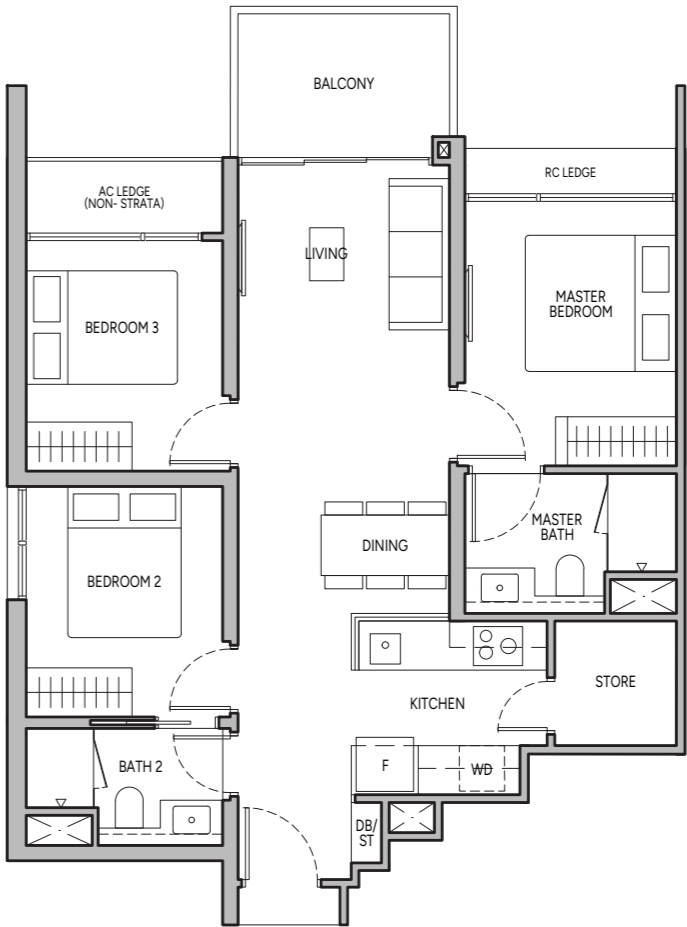 BALCONY
AC LEDGE
(NON- STRATA)
RC LEDGE
LIVING
MASTER
BEDROOM
BEDROOM 3
MASTER
BATH
DINING
BEDROOM 2
STORE
KITCHEN
BATH 2
F
WD
DB/
ST